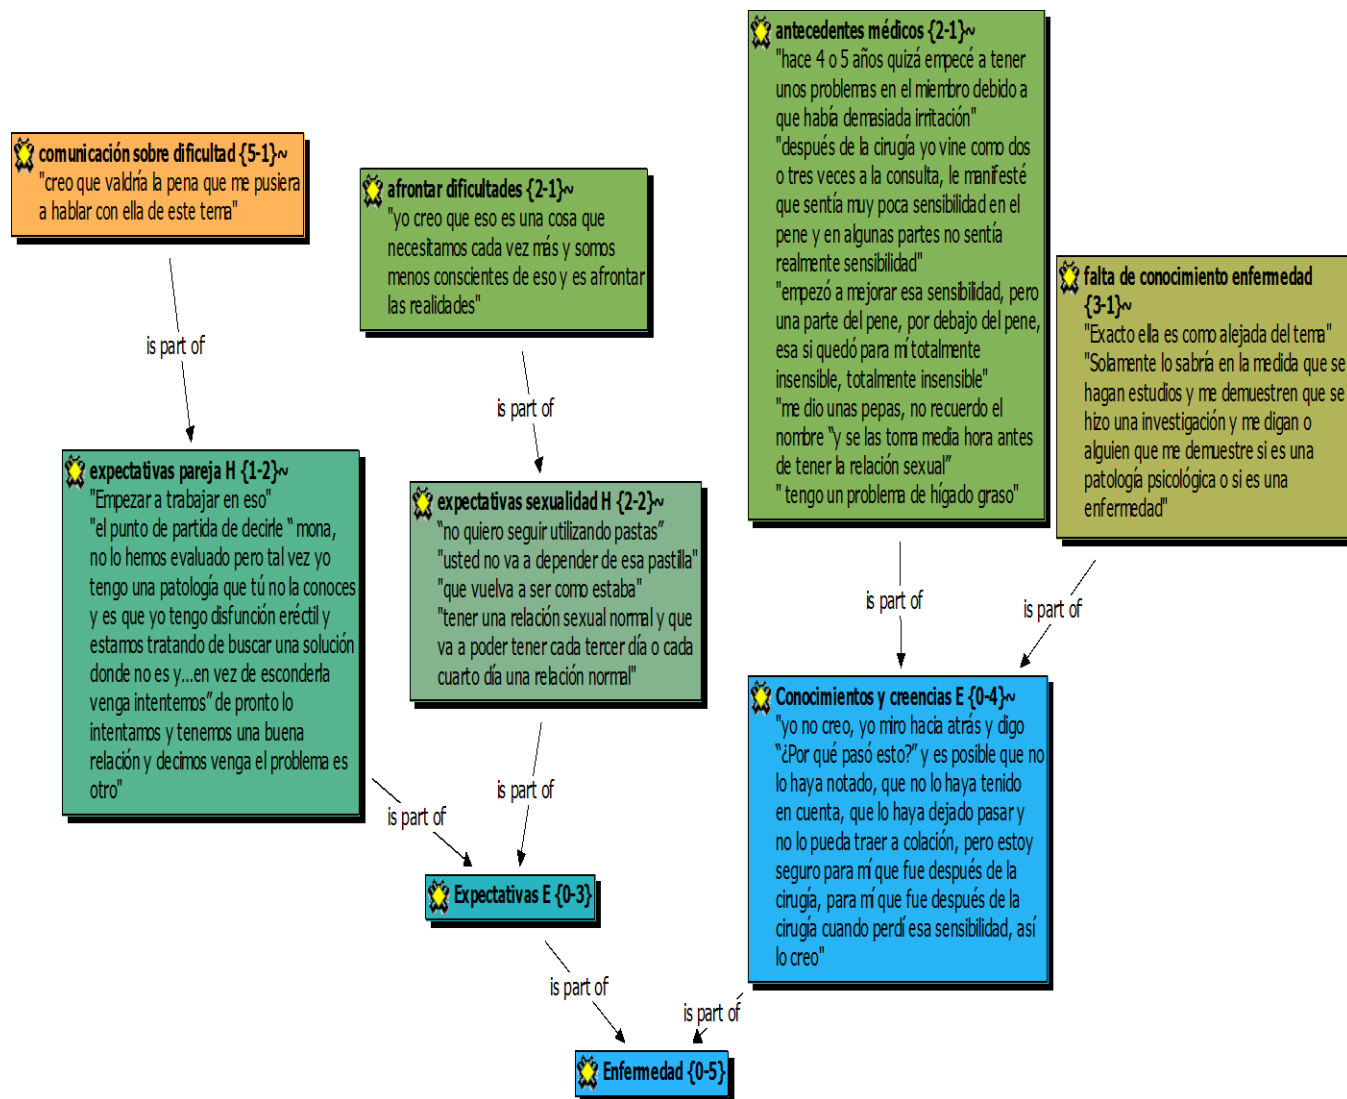 antecedentes médicos {2-1}~
"hace 4 o 5 años quizá empecé a tener
unos problemas en el miembro debido a
que había demasiada irritación"
"después de la cirugía yo vine como dos
o tres veces a la consulta, le manifesté
que sentía muy poca sensibilidad en el
pene y en algunas partes no sentía
realmente sensibilidad"
"empezó a mejorar esa sensibilidad, pero
una parte del pene, por debajo del pene,
esa si quedó para mí totalmente
insensible, totalmente insensible"
"me dio unas pepas, no recuerdo el
nombre “y se las toma media hora antes
de tener la relación sexual”
" tengo un problema de hígado graso"
comunicación sobre dificultad {5-1}~
"creo que valdría la pena que me pusiera
a hablar con ella de este tema"
afrontar dificultades {2-1}~
"yo creo que eso es una cosa que
necesitamos cada vez más y somos
menos conscientes de eso y es afrontar
las realidades"
falta de conocimiento enfermedad
{3-1}~
"Exacto ella es como alejada del tema"
"Solamente lo sabría en la medida que se
hagan estudios y me demuestren que se
hizo una investigación y me digan o
alguien que me demuestre si es una
patología psicológica o si es una
enfermedad"
is part of
is part of
is part of
is part of
expectativas pareja H {1-2}~
"Empezar a trabajar en eso"
"el punto de partida de decirle “ mona,
no lo hemos evaluado pero tal vez yo
tengo una patología que tú no la conoces
y es que yo tengo disfunción eréctil y
estamos tratando de buscar una solución
donde no es y...en vez de esconderla
venga intentemos” de pronto lo
intentamos y tenemos una buena
relación y decimos venga el problema es
otro"
expectativas sexualidad H {2-2}~
“no quiero seguir utilizando pastas”
"usted no va a depender de esa pastilla"
"que vuelva a ser como estaba"
"tener una relación sexual normal y que
va a poder tener cada tercer día o cada
cuarto día una relación normal"
Conocimientos y creencias E {0-4}~
"yo no creo, yo miro hacia atrás y digo
“¿Por qué pasó esto?” y es posible que no
lo haya notado, que no lo haya tenido
en cuenta, que lo haya dejado pasar y
no lo pueda traer a colación, pero estoy
seguro para mí que fue después de la
cirugía, para mí que fue después de la
cirugía cuando perdí esa sensibilidad, así
lo creo"
is part of
is part of
Expectativas E {0-3}
is part of
is part of
Enfermedad {0-5}